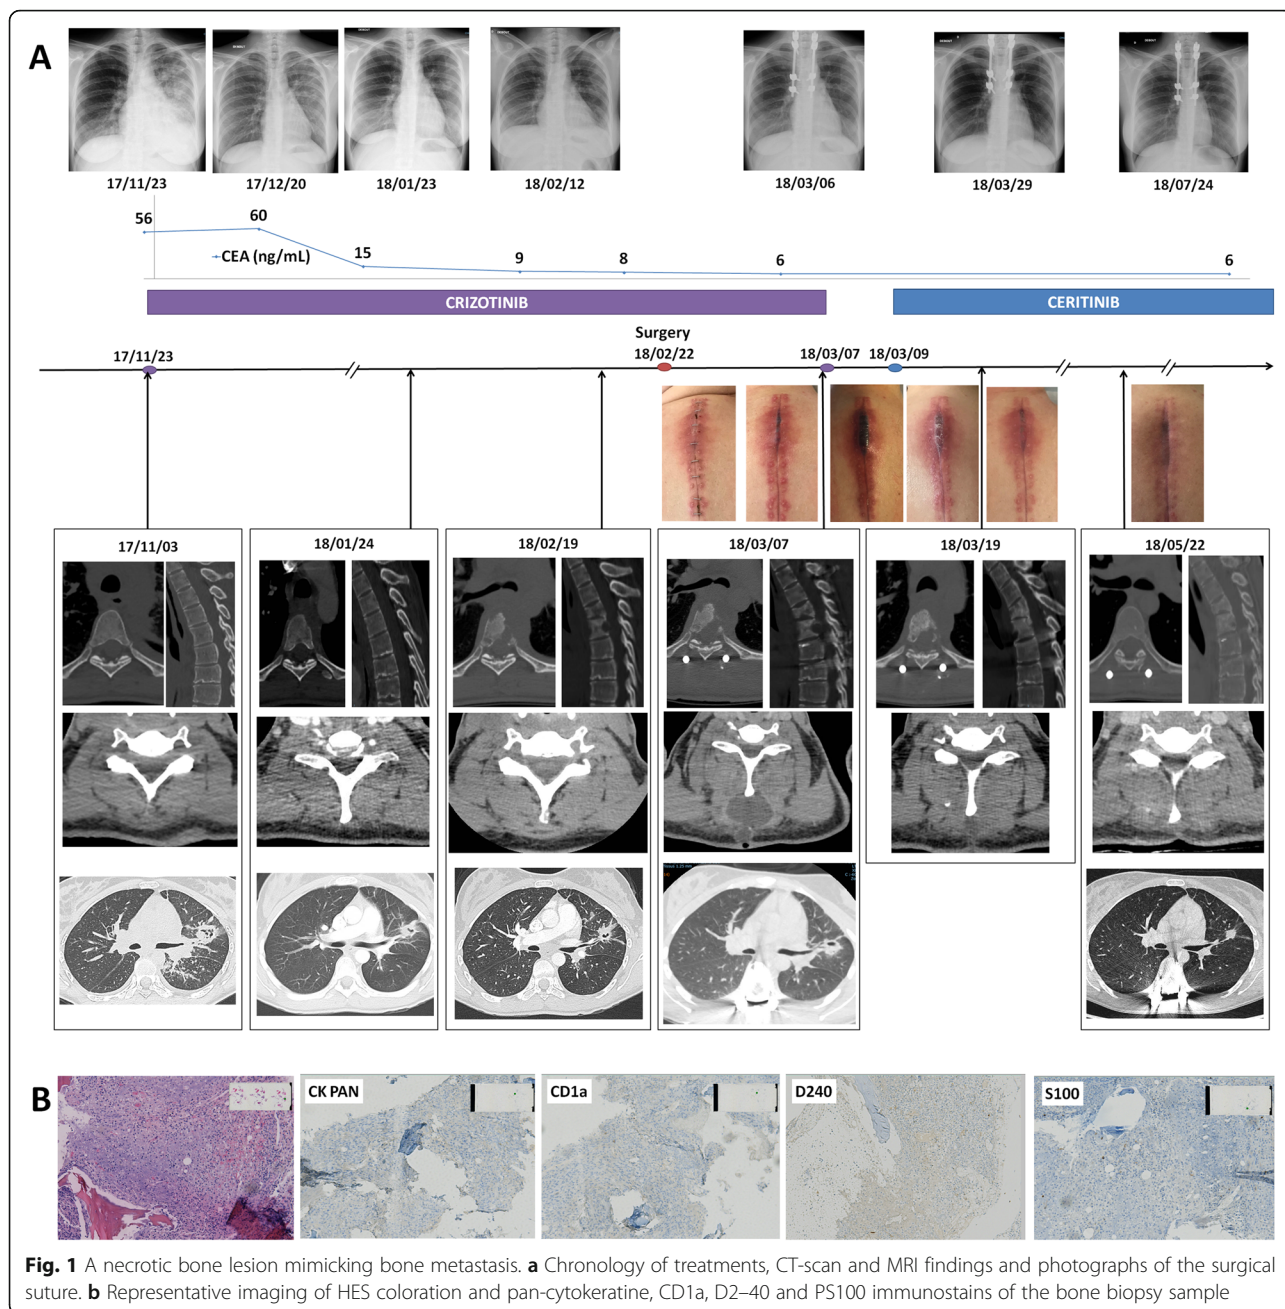 A
17/11/23
17/12/20
18/01/23
18/02/12
18/03/06
18/03/29
18/07/24
56
60
15
9
8
6
6
CEA (ng/mL)
CRIZOTINIB
CERITINIB
Surgery
17/11/23
18/02/22
18/03/07
18/03/09
17/11/03
18/01/24
18/02/19
18/03/07
18/03/19
18/05/22
B
CK PAN
CD1a
D240
S100
Fig. 1 A necrotic bone lesion mimicking bone metastasis. a Chronology of treatments, CT-scan and MRI findings and photographs of the surgical
suture. b Representative imaging of HES coloration and pan-cytokeratine, CD1a, D2–40 and PS100 immunostains of the bone biopsy sample